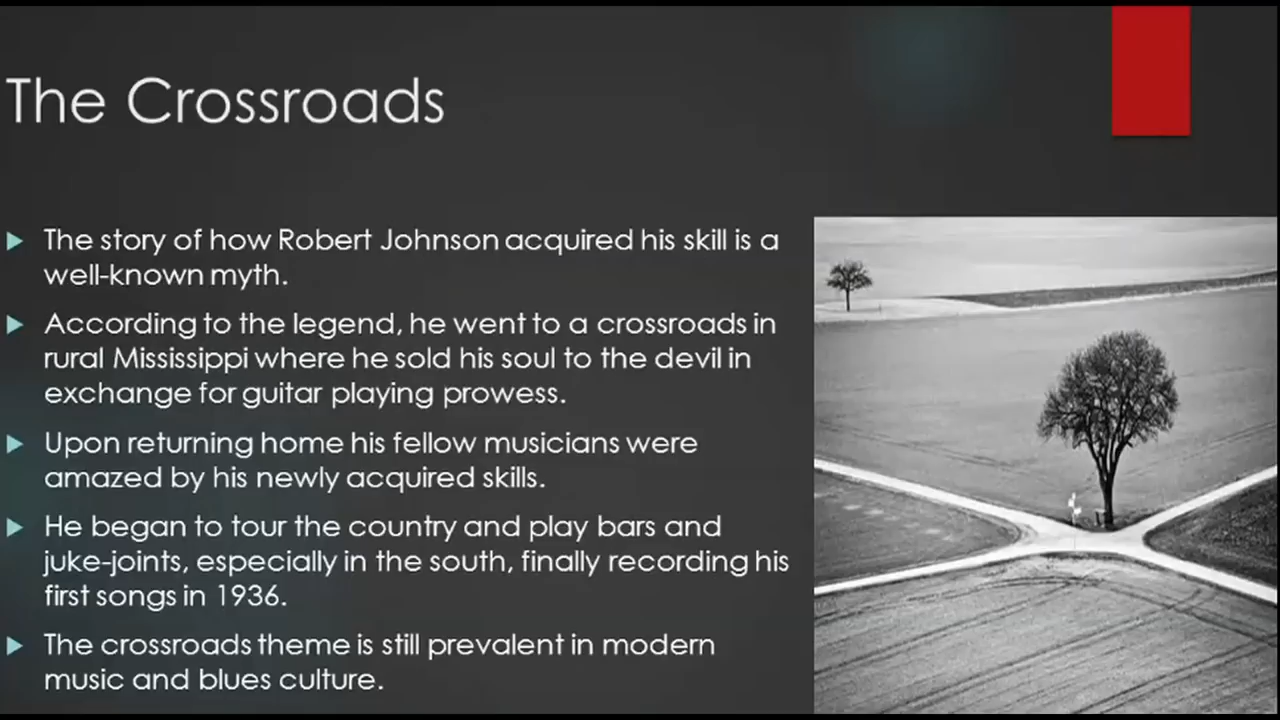 The Crossroads
The story of how Robert Johnson acquired his skill is a
well-known myth.
According to the legend, he went to a crossroads in
rural Mississippi where he sold his soul to the devil in
exchange for guitar playing prowess.
Upon returning home his fellow musicians were
amazed by his newly acquired skills.
He began to tour the country and play bars and
juke-joints, especially in the south, finally recording his
first songs in 1936.
The crossroads theme is still prevalent in modern
music and blues culture.